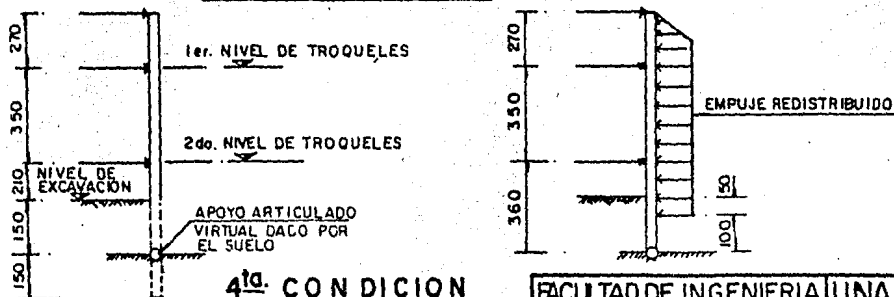 270
1er. NIVEL DE TROQUELES
350
2do. NIVEL DE TROQUELES
NIVEL DE
EXCAVACIÓN
210
150
APOYO ARTICULADO
VIRTUAL DADO POR
EL SUELO
150
4ta. CONDICION
270
EMPUJE REDISTRIBUIDO
350
360
50
100
FACULTAD DE INGENIERIA